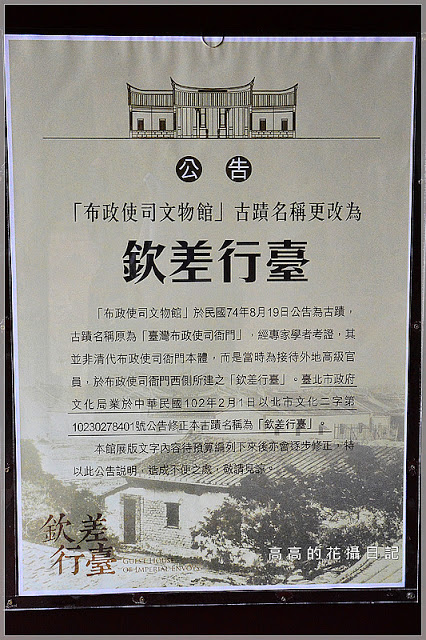 公告
「布政使司文物館」古蹟名稱更改為
欽差行臺
「布政使司文物館」於民國74年8月19日公告為古蹟，
古蹟名稱原為「臺灣布政使司衙門」，經專家學者考證，其
並非清代布政使司衙門本體，而是當時為接待外地高級官
員，於布政使司衙門西側所建之「欽差行臺」。臺北市政府
文化局業於中華民國102年2月1日以北市文化二字第
10230278401號公告修正本古蹟名稱為「欽差行臺」。
本館展版文字內容待預算編列下來後亦會逐步修正，特
以此公告說明，造成不便之處，敬請見諒。
欽差
行臺
GUEST HOUSE
OF IMPERIAL ENVOYS
高高的花攝日記